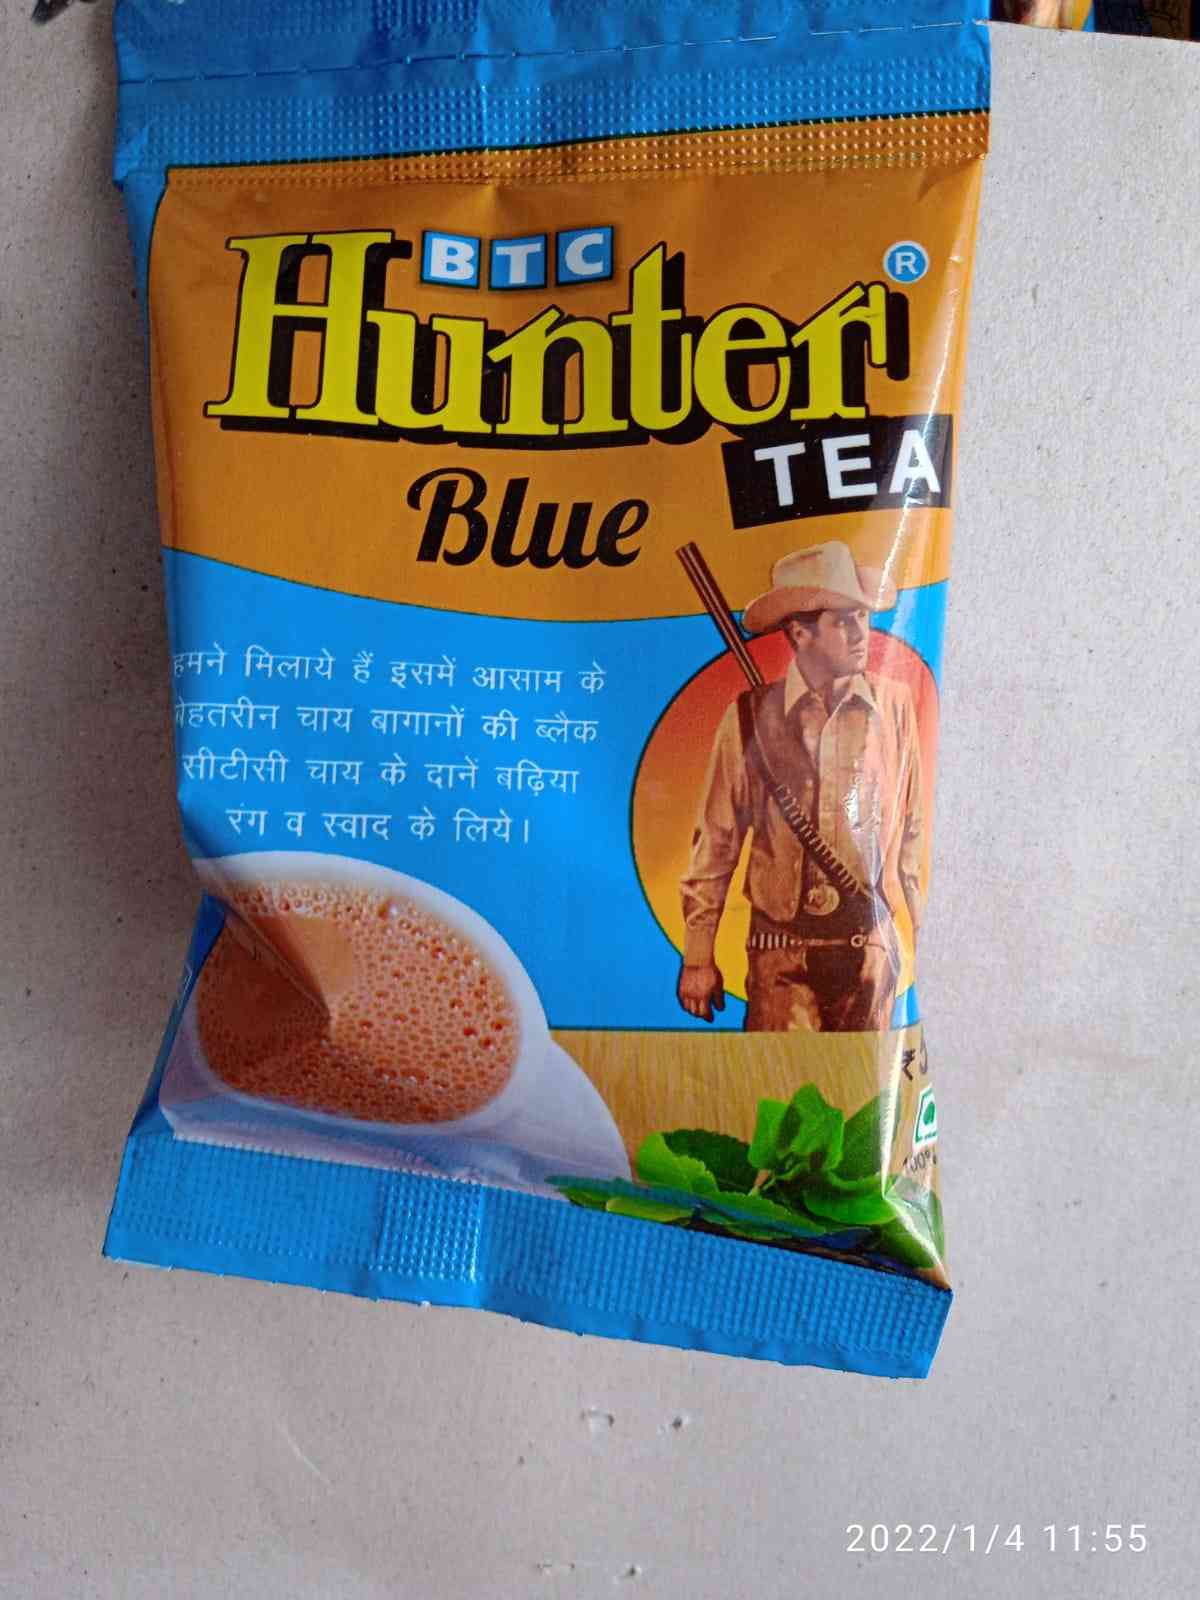 BTC
Hunter ®
TEA
Blue
हमने मिलाये हैं इसमें आसाम के
बेहतरीन चाय बागानों की ब्लैक
सीटीसी चाय के दानें बढ़िया
रंग व स्वाद के लिये।
₹
2022/1/4 11:55